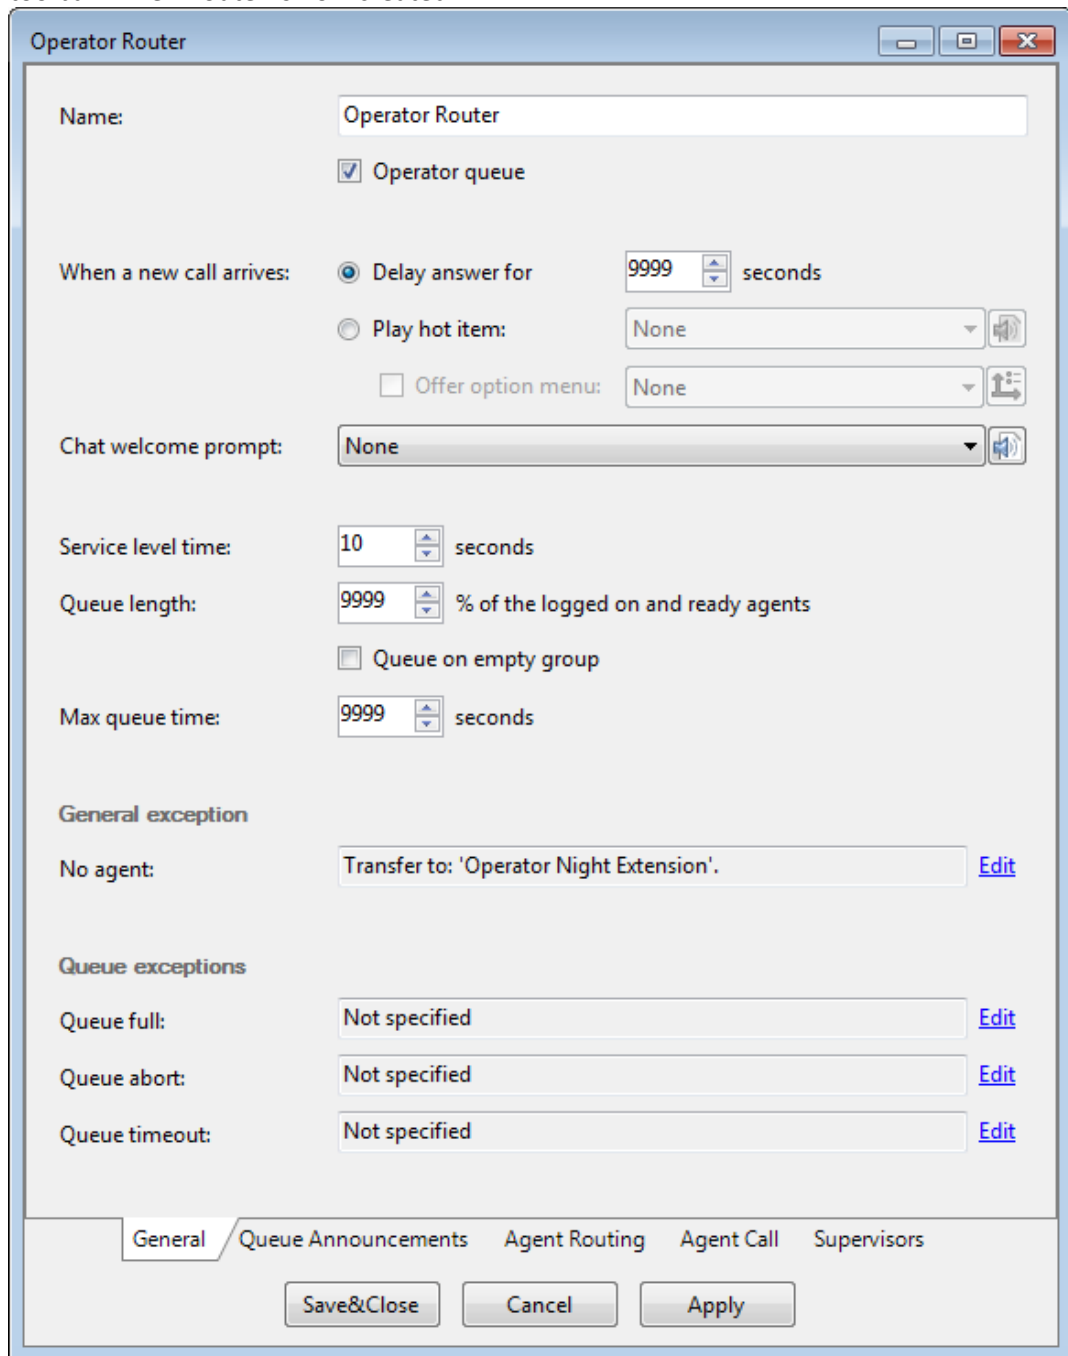 Operator Router
Name: Operator Router
Operator queue
When a new call arrives: Delay answer for 9999 seconds
Play hot item: None
Offer option menu: None
Chat welcome prompt: None
Service level time: 10 seconds
Queue length: 9999 % of the logged on and ready agents
Queue on empty group
Max queue time: 9999 seconds
General exception
No agent: Transfer to: 'Operator Night Extension'. Edit
Queue exceptions
Queue full: Not specified Edit
Queue abort: Not specified Edit
Queue timeout: Not specified Edit
General Queue Announcements Agent Routing Agent Call Supervisors
Save&Close Cancel Apply